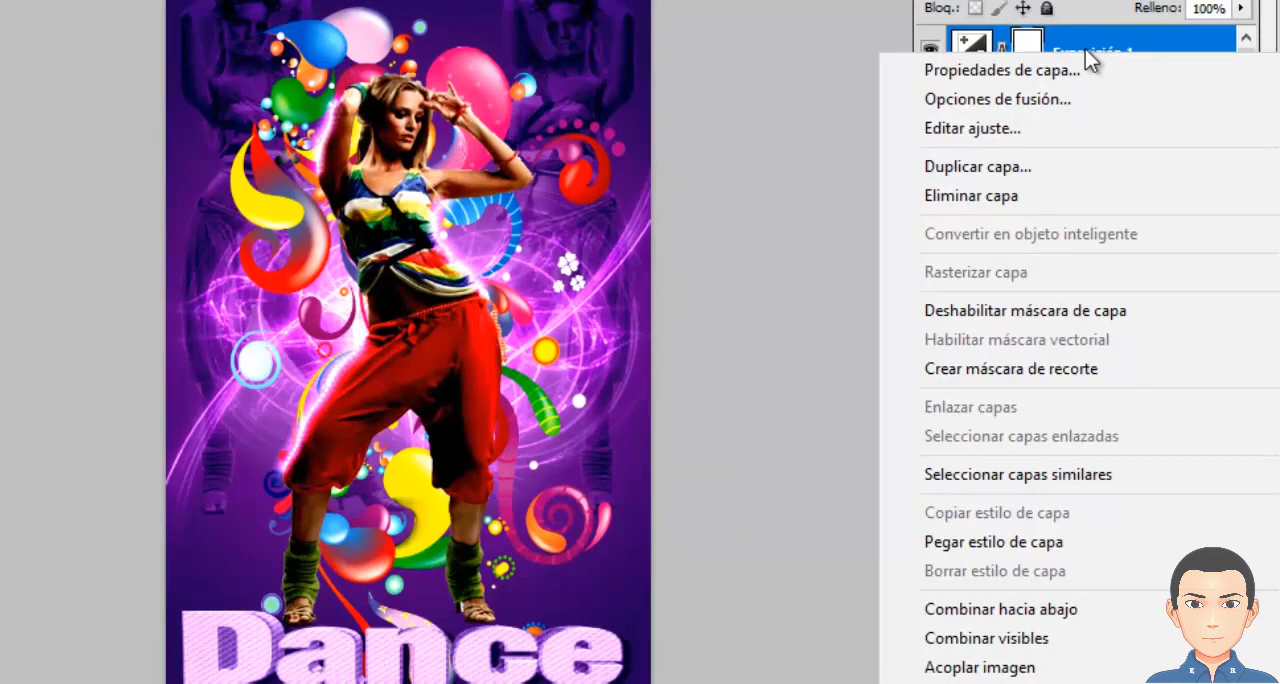 Bloq.:
Relleno: 100%
Exposición 1
Propiedades de capa...
Opciones de fusión...
Editar ajuste...
Duplicar capa...
Eliminar capa
Convertir en objeto inteligente
Rasterizar capa
Deshabilitar máscara de capa
Habilitar máscara vectorial
Crear máscara de recorte
Enlazar capas
Seleccionar capas enlazadas
Seleccionar capas similares
Copiar estilo de capa
Pegar estilo de capa
Borrar estilo de capa
Combinar hacia abajo
Combinar visibles
Acoplar imagen
Dance
K R